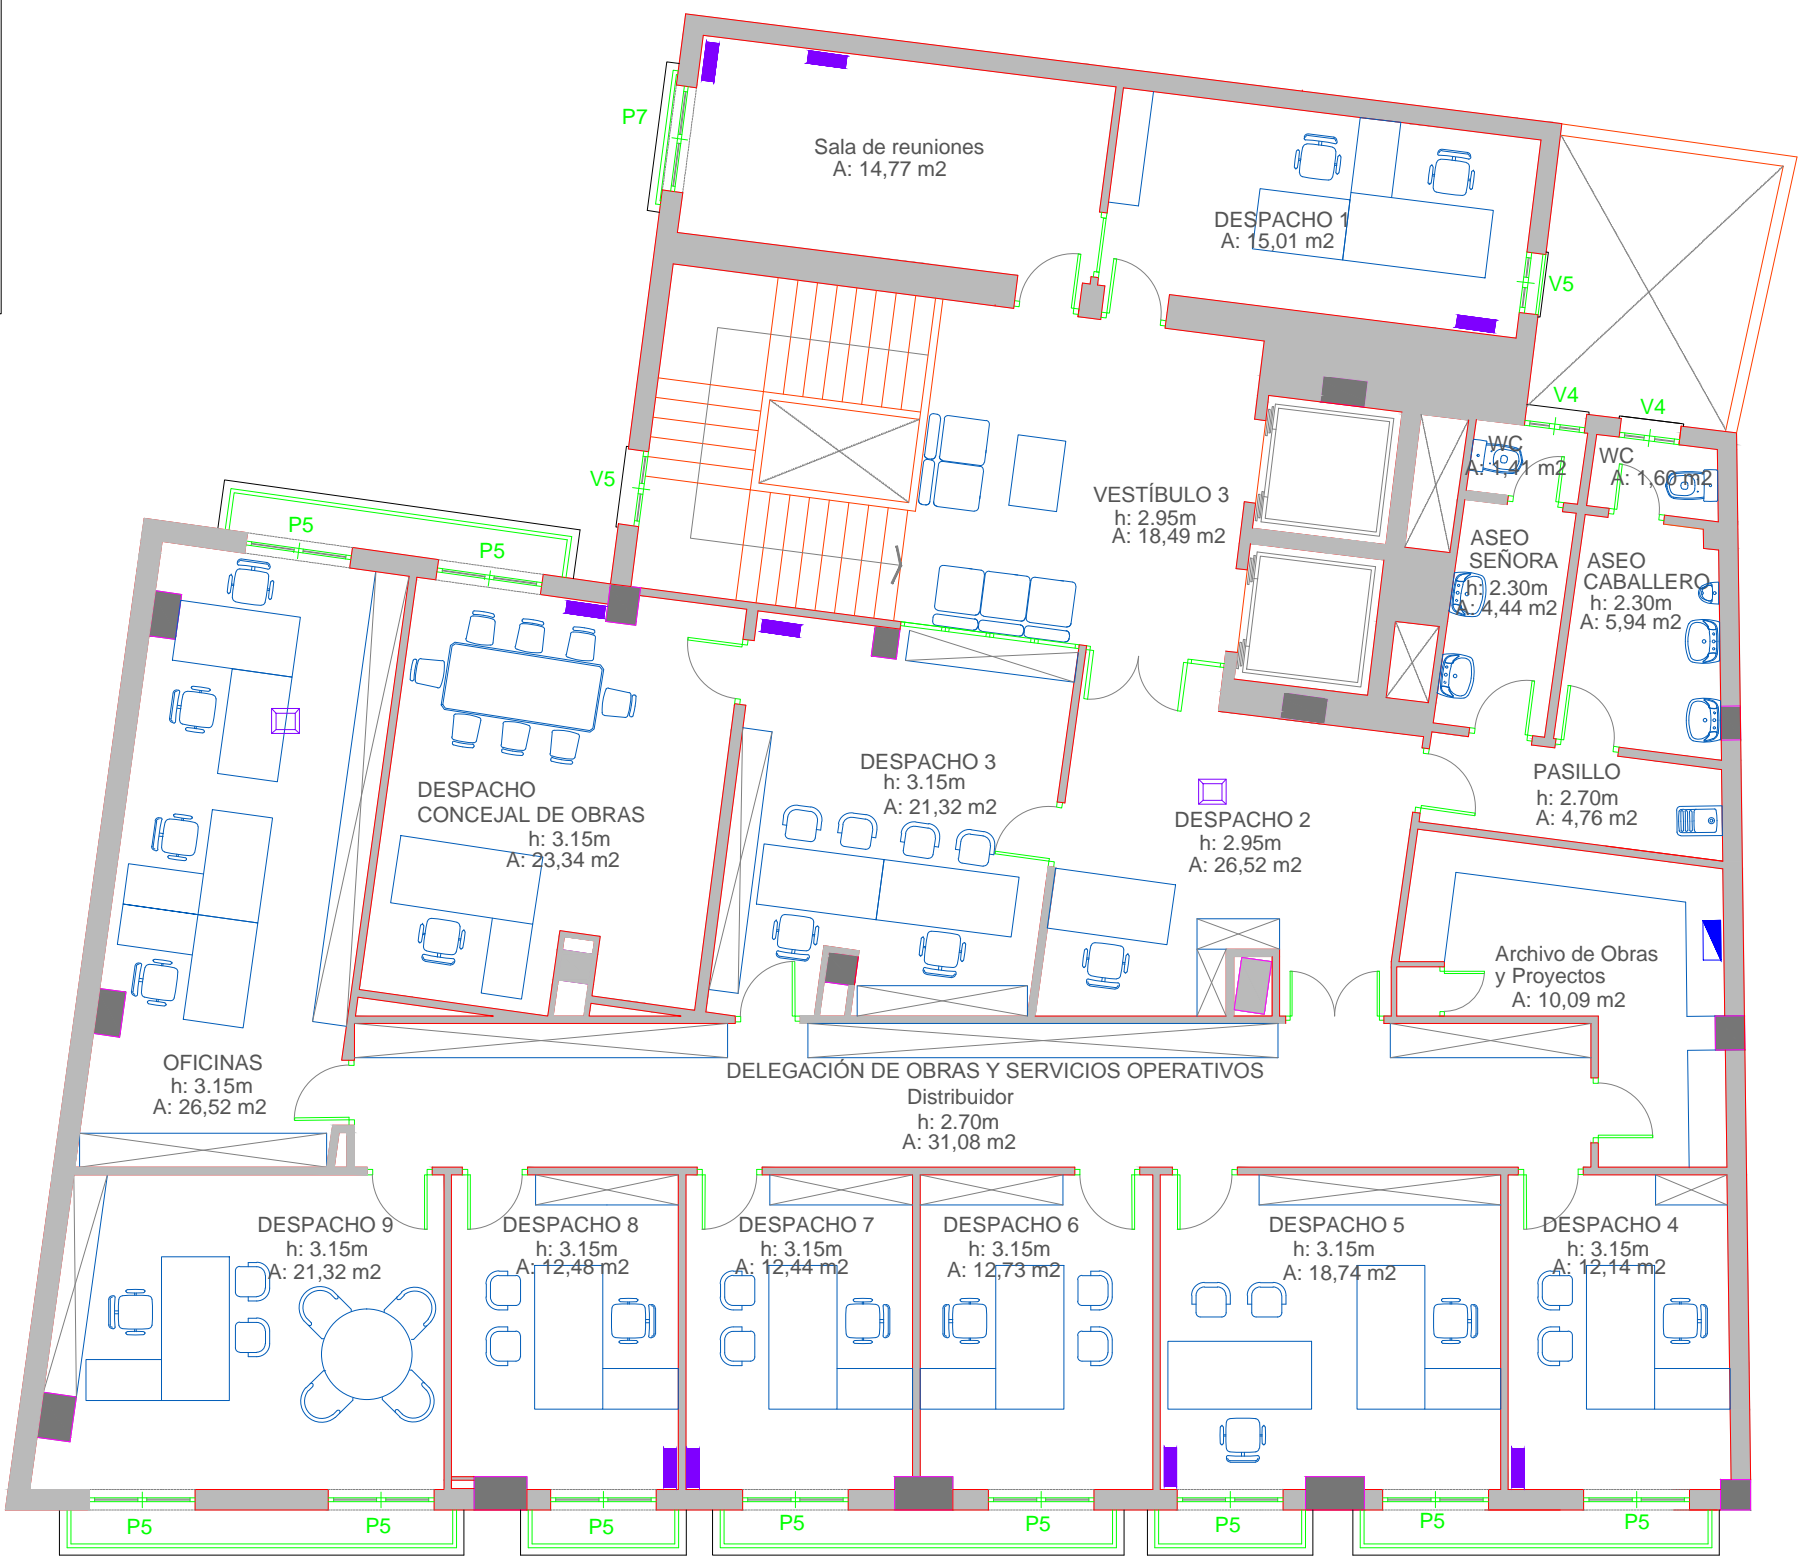 P7
Sala de reuniones
A: 14,77 m2
DESPACHO 1
A: 15,01 m2
V5
V4
V4
WC
A: 1,41 m2
WC
A: 1,60 m2
V5
VESTÍBULO 3
h: 2.95m
A: 18,49 m2
P5
P5
ASEO
SEÑORA
h: 2.30m
A: 4,44 m2
ASEO
CABALLERO
h: 2.30m
A: 5,94 m2
DESPACHO
CONCEJAL DE OBRAS
h: 3.15m
A: 23,34 m2
DESPACHO 3
h: 3.15m
A: 21,32 m2
DESPACHO 2
h: 2.95m
A: 26,52 m2
PASILLO
h: 2.70m
A: 4,76 m2
Archivo de Obras
y Proyectos
A: 10,09 m2
OFICINAS
h: 3.15m
A: 26,52 m2
DELEGACIÓN DE OBRAS Y SERVICIOS OPERATIVOS
Distribuidor
h: 2.70m
A: 31,08 m2
DESPACHO 9
h: 3.15m
A: 21,32 m2
DESPACHO 8
h: 3.15m
A: 12,48 m2
DESPACHO 7
h: 3.15m
A: 12,44 m2
DESPACHO 6
h: 3.15m
A: 12,73 m2
DESPACHO 5
h: 3.15m
A: 18,74 m2
DESPACHO 4
h: 3.15m
A: 12,14 m2
P5
P5
P5
P5
P5
P5
P5
P5